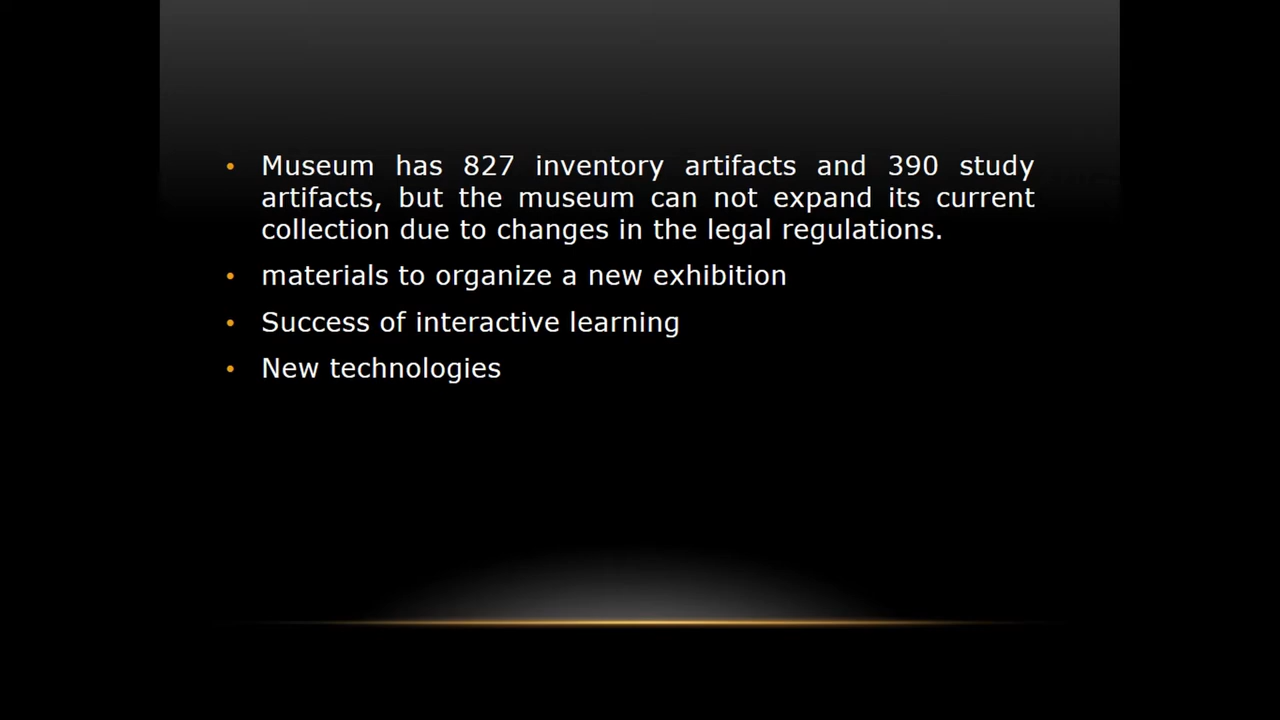 Museum has 827 inventory artifacts and 390 study
artifacts, but the museum can not expand its current
collection due to changes in the legal regulations.
materials to organize a new exhibition
Success of interactive learning
New technologies